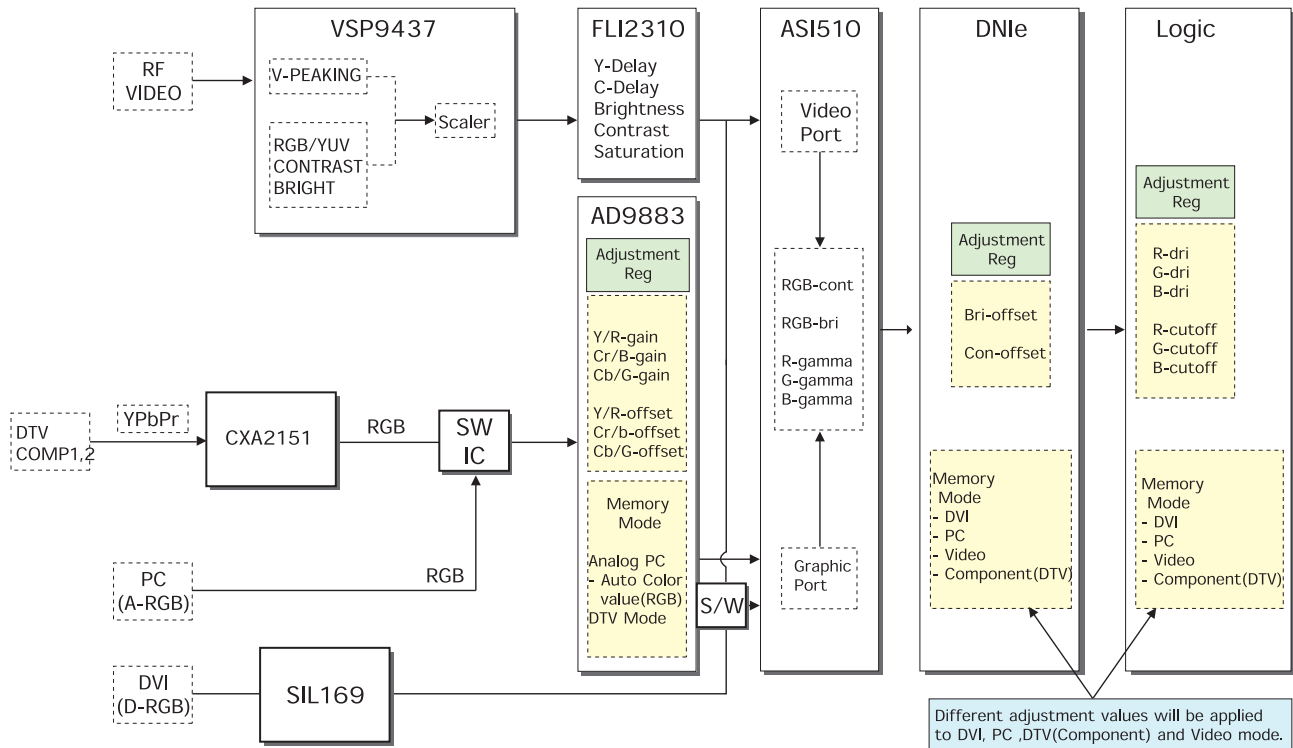 VSP9437
RF
VIDEO
V-PEAKING
RGB/YUV
CONTRAST
BRIGHT
Scaler
FLI2310
Y-Delay
C-Delay
Brightness
Contrast
Saturation
AD9883
Adjustment
Reg
Y/R-gain
Cr/B-gain
Cb/G-gain
Y/R-offset
Cr/b-offset
Cb/G-offset
Memory
Mode
Analog PC
- Auto Color
value(RGB)
DTV Mode
DTV
COMP1,2
YPbPr
CXA2151
RGB
SW
IC
PC
(A-RGB)
RGB
DVI
(D-RGB)
SIL169
S/W
ASI510
Video
Port
RGB-cont
RGB-bri
R-gamma
G-gamma
B-gamma
Graphic
Port
DNIe
Adjustment
Reg
Bri-offset
Con-offset
Memory
Mode
- DVI
- PC
- Video
- Component(DTV)
Logic
Adjustment
Reg
R-dri
G-dri
B-dri
R-cutoff
G-cutoff
B-cutoff
Memory
Mode
- DVI
- PC
- Video
- Component(DTV)
Different adjustment values will be applied
to DVI, PC ,DTV(Component) and Video mode.